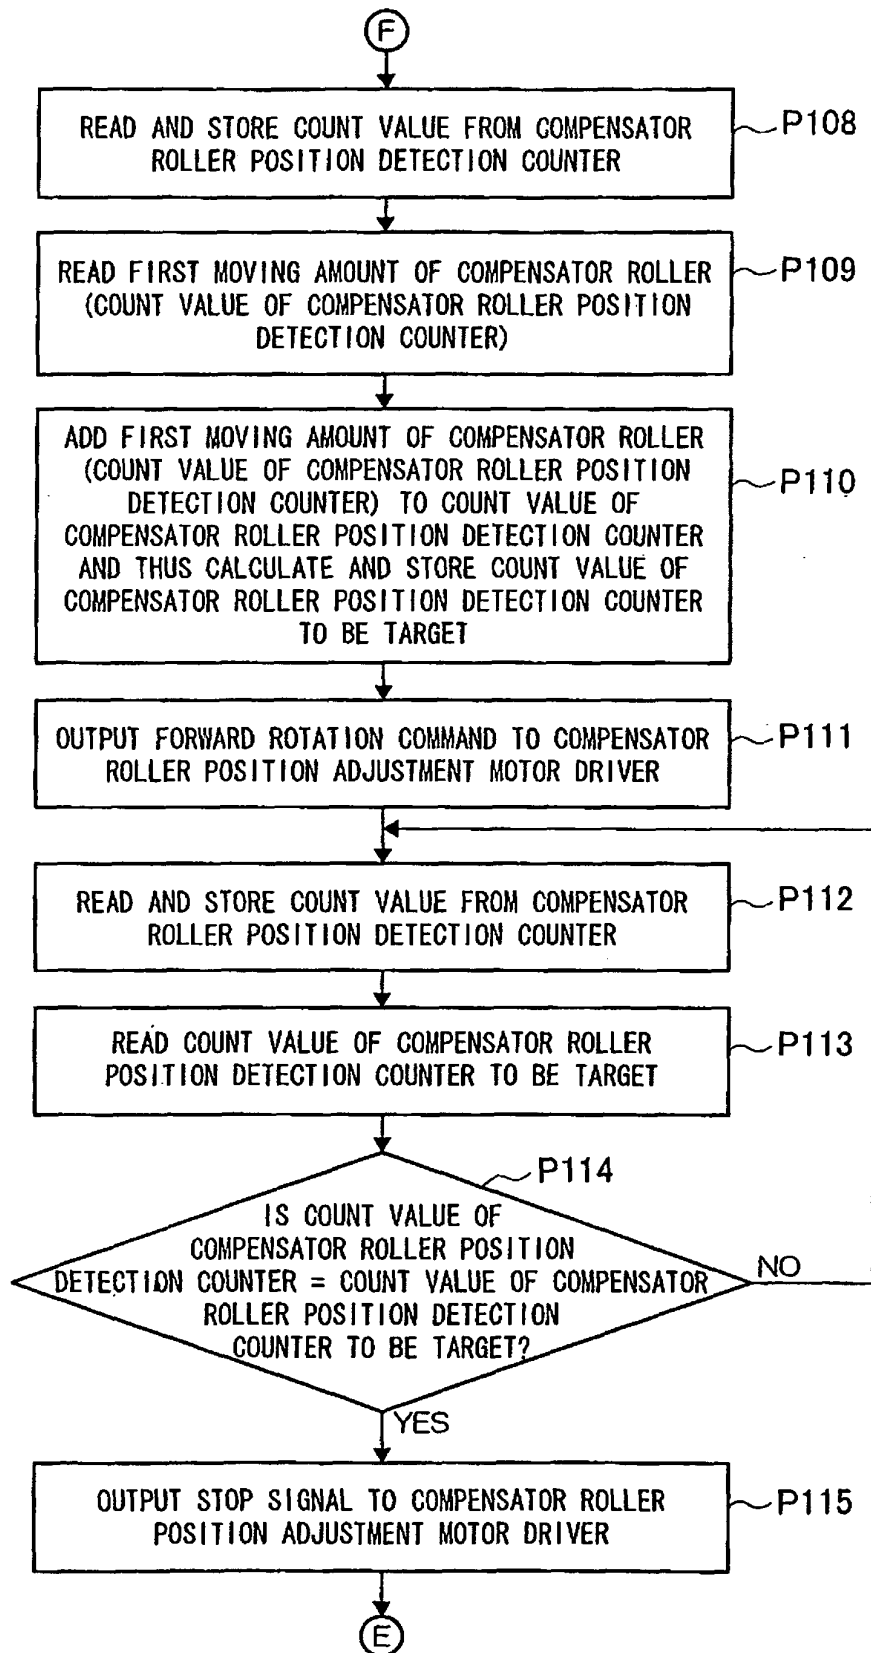 F
READ AND STORE COUNT VALUE FROM COMPENSATOR
ROLLER POSITION DETECTION COUNTER
P108
READ FIRST MOVING AMOUNT OF COMPENSATOR ROLLER
(COUNT VALUE OF COMPENSATOR ROLLER POSITION
DETECTION COUNTER)
P109
ADD FIRST MOVING AMOUNT OF COMPENSATOR ROLLER
(COUNT VALUE OF COMPENSATOR ROLLER POSITION
DETECTION COUNTER) TO COUNT VALUE OF
COMPENSATOR ROLLER POSITION DETECTION COUNTER
AND THUS CALCULATE AND STORE COUNT VALUE OF
COMPENSATOR ROLLER POSITION DETECTION COUNTER
TO BE TARGET
P110
OUTPUT FORWARD ROTATION COMMAND TO COMPENSATOR
ROLLER POSITION ADJUSTMENT MOTOR DRIVER
P111
READ AND STORE COUNT VALUE FROM COMPENSATOR
ROLLER POSITION DETECTION COUNTER
P112
READ COUNT VALUE OF COMPENSATOR ROLLER
POSITION DETECTION COUNTER TO BE TARGET
P113
P114
IS COUNT VALUE OF
COMPENSATOR ROLLER POSITION
DETECTION COUNTER = COUNT VALUE OF COMPENSATOR
ROLLER POSITION DETECTION
COUNTER TO BE TARGET?
NO
YES
OUTPUT STOP SIGNAL TO COMPENSATOR ROLLER
POSITION ADJUSTMENT MOTOR DRIVER
P115
E